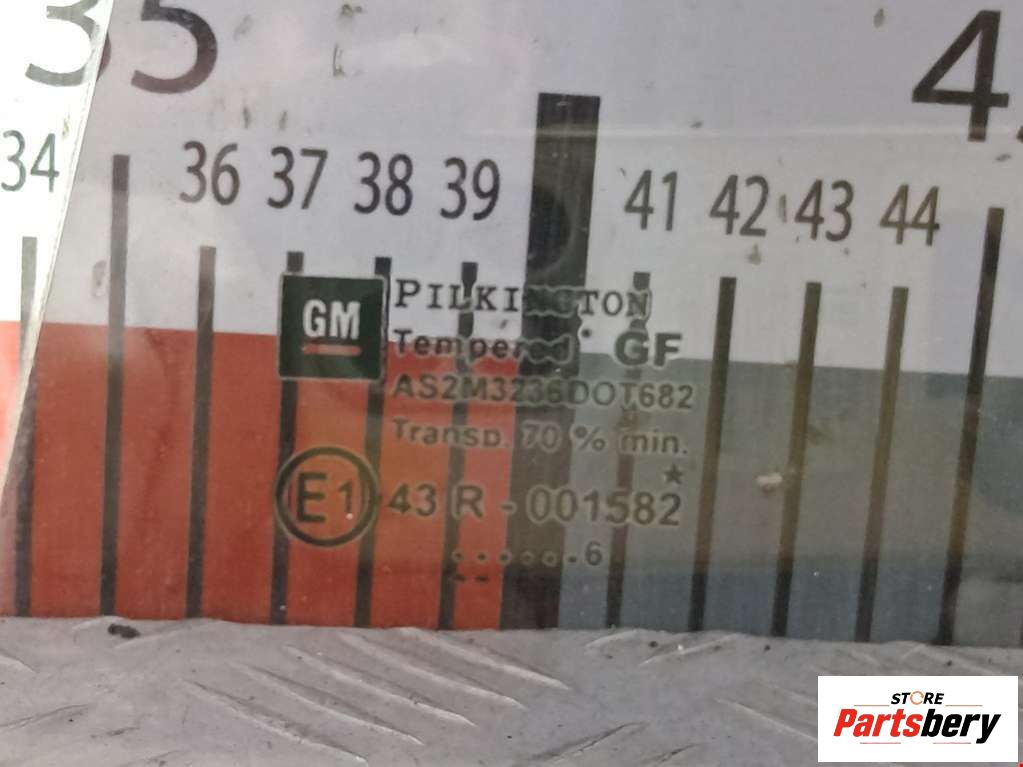 35
34 36 37 38 39 41 42 43 44
GM PILKINGTON
Tempered GF
AS2M3236DOT682
Transp. 70 % min.
E1 43 R - 001582
. . . . . . 6
STORE
Partsbery